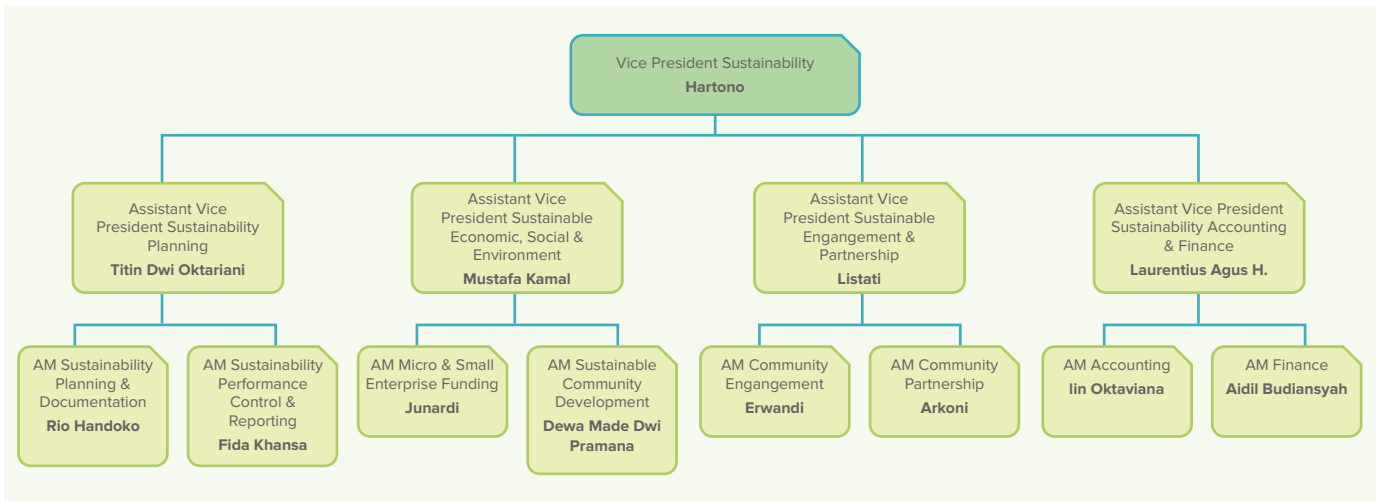 Vice President Sustainability
Hartono
Assistant Vice
President Sustainability
Planning
Titin Dwi Oktariani
Assistant Vice
President Sustainable
Economic, Social &
Environment
Mustafa Kamal
Assistant Vice
President Sustainable
Engangement &
Partnership
Listati
Assistant Vice President
Sustainability Accounting
& Finance
Laurentius Agus H.
AM Sustainability
Planning &
Documentation
Rio Handoko
AM Sustainability
Performance
Control &
Reporting
Fida Khansa
AM Micro & Small
Enterprise Funding
Junardi
AM Sustainable
Community
Development
Dewa Made Dwi
Pramana
AM Community
Engangement
Erwandi
AM Community
Partnership
Arkoni
AM Accounting
Iin Oktaviana
AM Finance
Aidil Budiansyah